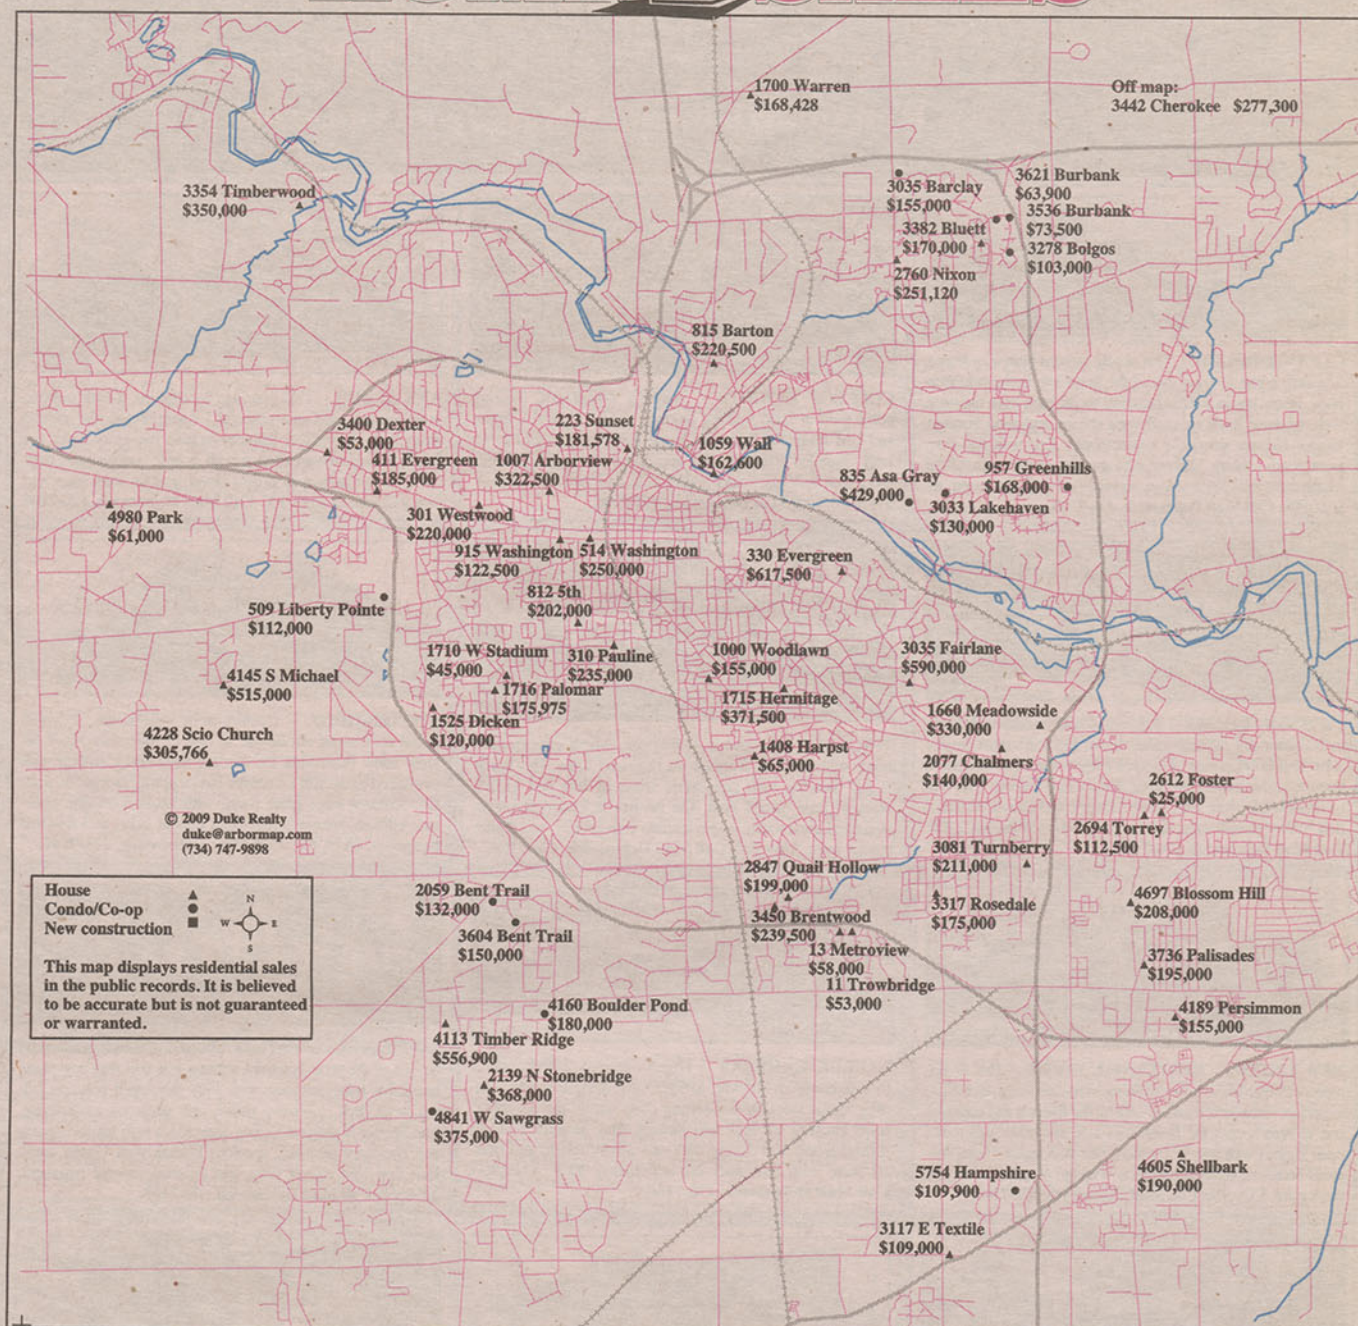 1700 Warren
$168,428
Off map:
3442 Cherokee $277,300
3354 Timberwood
$350,000
3035 Barclay
$155,000
3621 Burbank
$63,900
3536 Burbank
$73,500
3382 Bluett
$170,000
3278 Bolgos
$103,000
2760 Nixon
$251,120
815 Barton
$220,500
3400 Dexter
$53,000
223 Sunset
$181,578
411 Evergreen
$185,000
1007 Arborview
$322,500
1059 Wall
$162,600
835 Asa Gray
$429,000
957 Greenhills
$168,000
3033 Lakehaven
$130,000
4980 Park
$61,000
301 Westwood
$220,000
915 Washington
$122,500
514 Washington
$250,000
330 Evergreen
$617,500
812 5th
$202,000
509 Liberty Pointe
$112,000
1710 W Stadium
$45,000
310 Pauline
$235,000
1000 Woodlawn
$155,000
3035 Fairlane
$590,000
4145 S Michael
$515,000
1716 Palomar
$175,975
1715 Hermitage
$371,500
1525 Dicken
$120,000
1660 Meadowside
$330,000
4228 Scio Church
$305,766
1408 Harpst
$65,000
2077 Chalmers
$140,000
2612 Foster
$25,000
© 2009 Duke Realty
duke@arbormap.com
(734) 747-9898
2694 Torrey
$112,500
3081 Turnberry
$211,000
2847 Quail Hollow
$199,000
House
Condo/Co-op
New construction
N
W E
S
This map displays residential sales
in the public records. It is believed
to be accurate but is not guaranteed
or warranted.
2059 Bent Trail
$132,000
4697 Blossom Hill
$208,000
3317 Rosedale
$175,000
3450 Brentwood
$239,500
3604 Bent Trail
$150,000
13 Metroview
$58,000
3736 Palisades
$195,000
11 Trowbridge
$53,000
4160 Boulder Pond
$180,000
4189 Persimmon
$155,000
4113 Timber Ridge
$556,900
2139 N Stonebridge
$368,000
4841 W Sawgrass
$375,000
5754 Hampshire
$109,900
4605 Shellbark
$190,000
3117 E Textile
$109,000